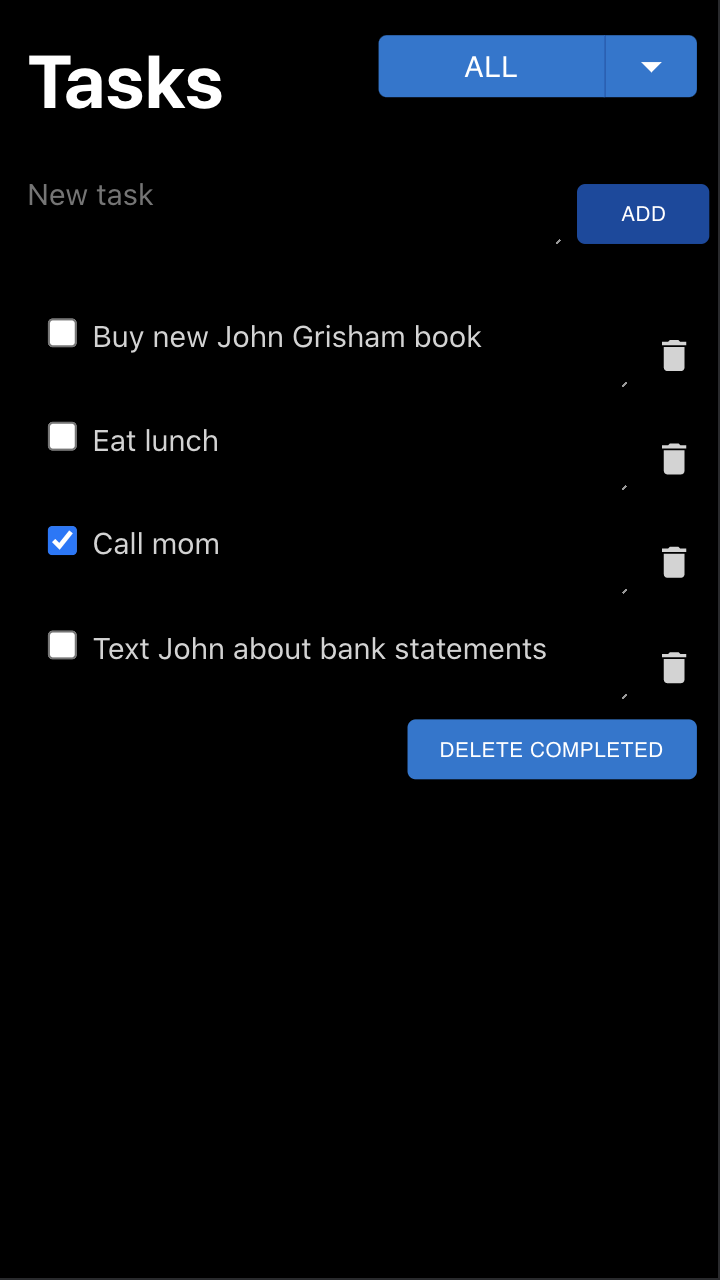 Tasks
ALL
New task
ADD
Buy new John Grisham book
Eat lunch
Call mom
Text John about bank statements
DELETE COMPLETED